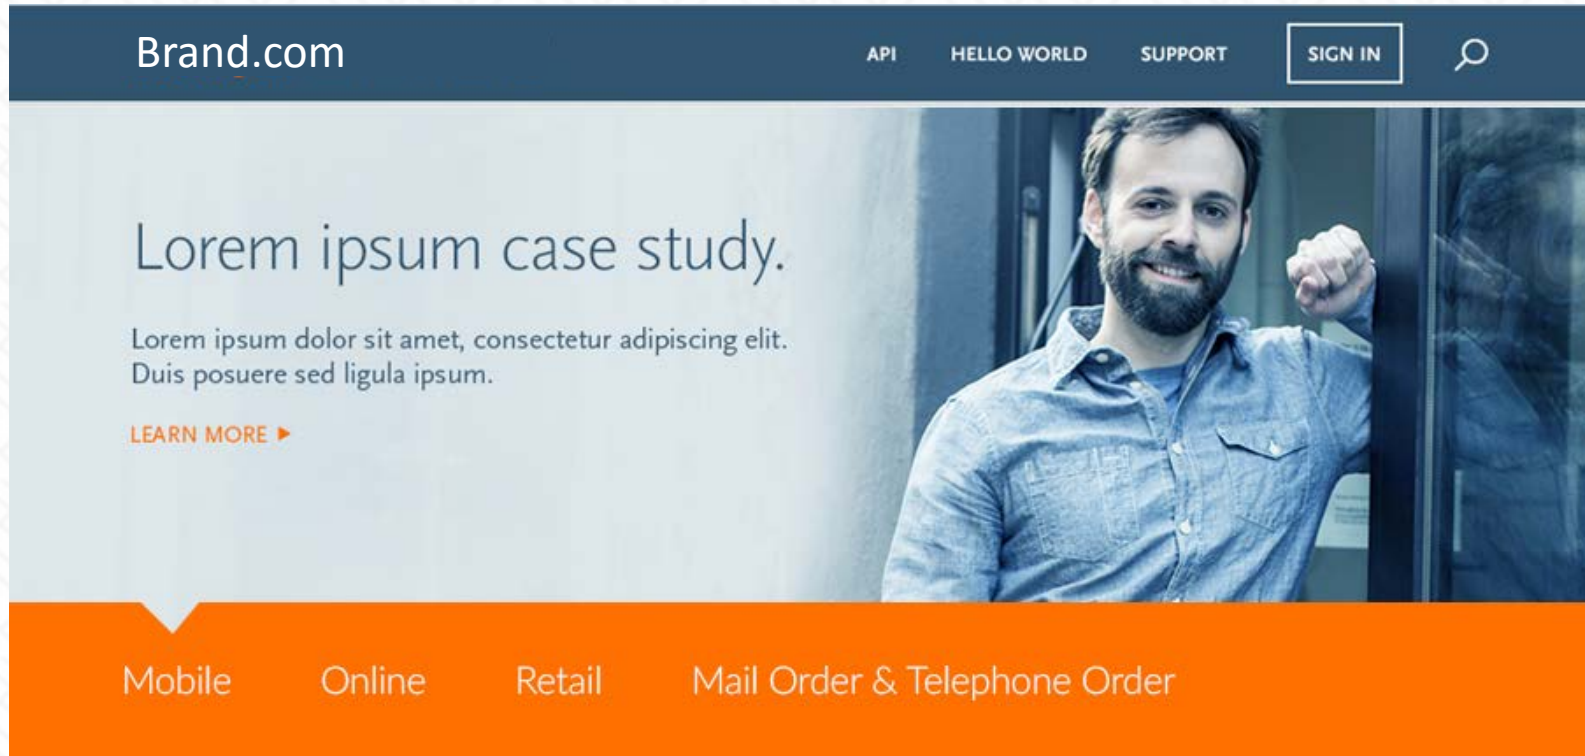 Brand.com
API
HELLO WORLD
SUPPORT
SIGN IN
Lorem ipsum case study.
Lorem ipsum dolor sit amet, consectetur adipiscing elit.
Duis posuere sed ligula ipsum.
LEARN MORE ►
Mobile
Online
Retail
Mail Order & Telephone Order